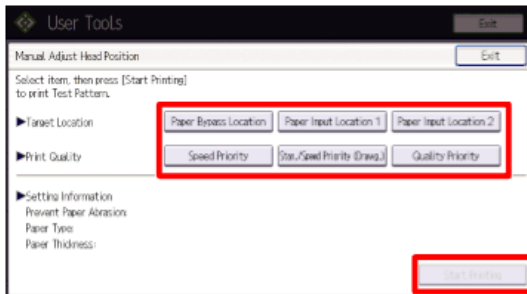 User Tools
Exit
Manual Adjust Head Position
Exit
Select item, then press [Start Printing]
to print Test Pattern.
▶Target Location
Paper Bypass Location
Paper Input Location 1
Paper Input Location 2
▶Print Quality
Speed Priority
Stan./Speed Priority (Drawg.)
Quality Priority
▶Setting Information
Prevent Paper Abrasion:
Paper Type:
Paper Thickness:
Start Printing